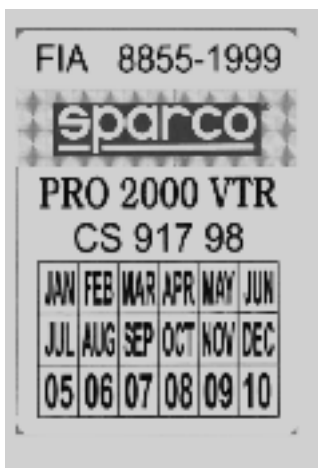 FIA 8855-1999
sparco
PRO 2000 VTR
CS 917 98
JAN FEB MAR APR MAY JUN
JUL AUG SEP OCT NOV DEC
05 06 07 08 09 10